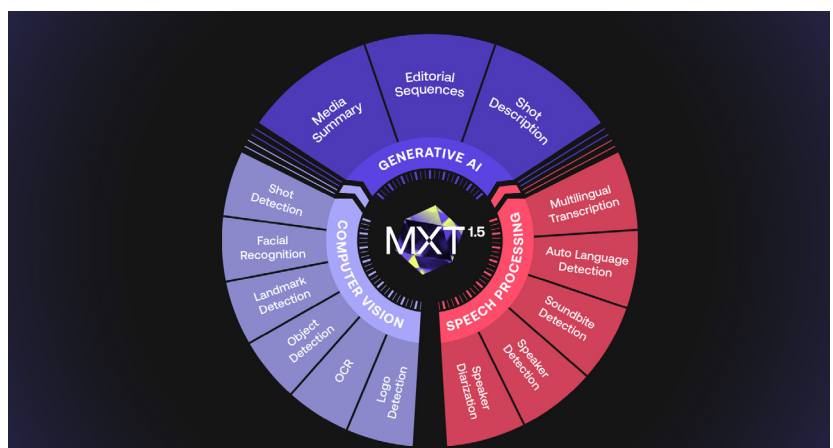 Media
Summary
Editorial
Sequences
Shot
Description
GENERATIVE AI
Shot
Detection
Facial
Recognition
Landmark
Detection
Object
Detection
OCR
Logo
Detection
COMPUTER VISION
MXT 1.5
SPEECH PROCESSING
Multilingual
Transcription
Auto Language
Detection
Soundbite
Detection
Speaker
Detection
Speaker
Diarization